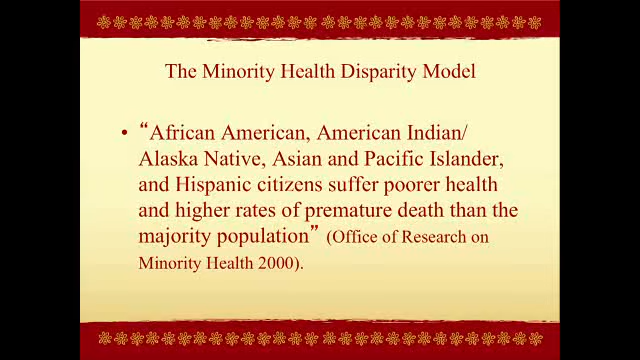 The Minority Health Disparity Model
• “African American, American Indian/
Alaska Native, Asian and Pacific Islander,
and Hispanic citizens suffer poorer health
and higher rates of premature death than the
majority population” (Office of Research on
Minority Health 2000).